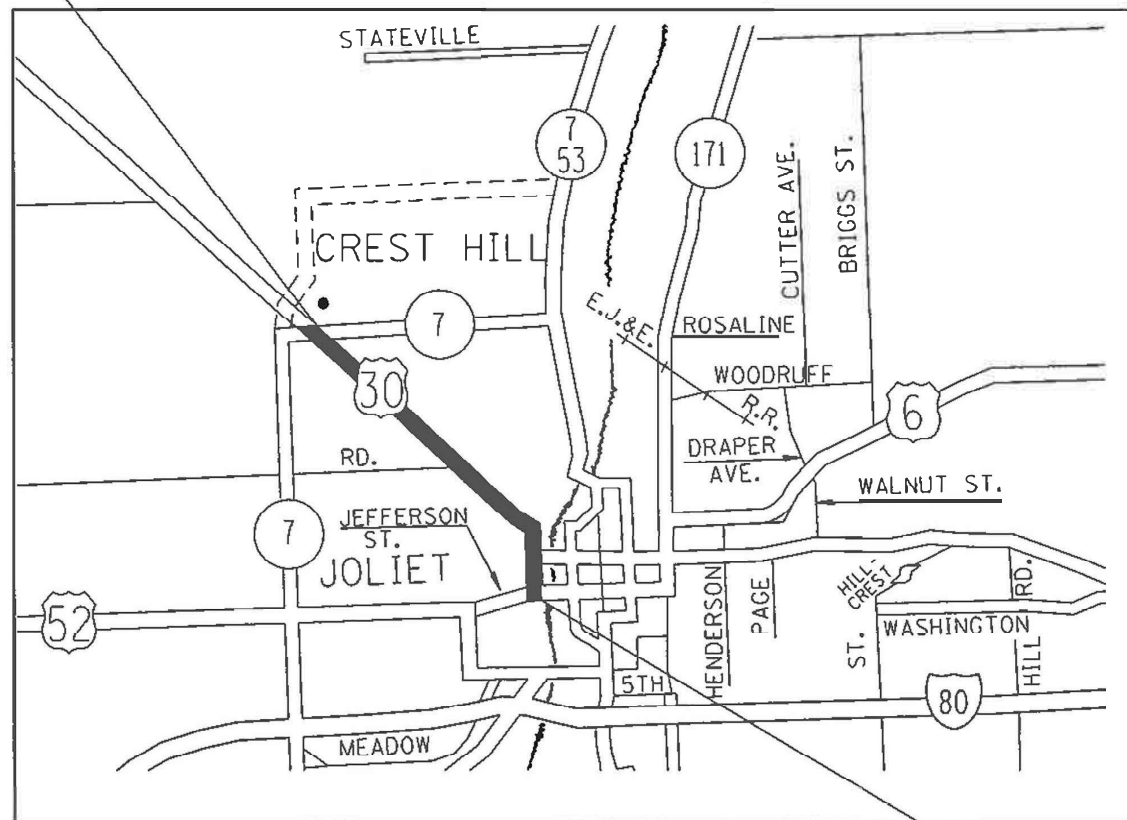 STATEVILLE
7
53
171
CUTTER AVE.
BRIGGS ST.
CREST HILL
E.J.&E.
R.R.
7
ROSALINE
30
WOODRUFF
6
DRAPER
AVE.
RD.
WALNUT ST.
JEFFERSON
ST.
7
JOLIET
HENDERSON
PAGE
HILL-
CREST
RD.
52
ST.
WASHINGTON
HILL
5TH
80
MEADOW